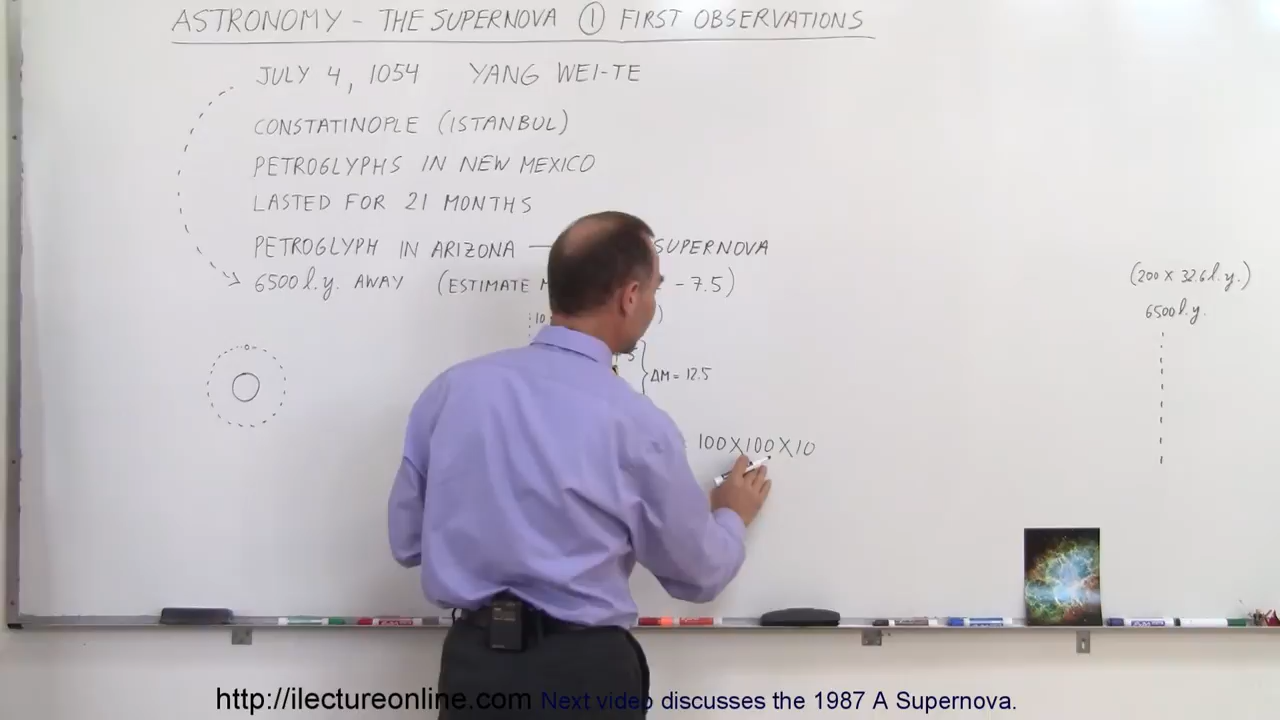 ASTRONOMY - THE SUPERNOVA ① FIRST OBSERVATIONS
JULY 4, 1054 YANG WEI-TE
CONSTATINOPLE (ISTANBUL)
PETROGLYPHS IN NEW MEXICO
LASTED FOR 21 MONTHS
PETROGLYPH IN ARIZONA — SUPERNOVA
6500 l.y. AWAY (ESTIMATE - 7.5)
(200 X 32.6 l.y.)
6500 l.y.
10 )
5
ΔM = 12.5
100 X 100 X 10
http://ilectureonline.com Next video discusses the 1987 A Supernova.